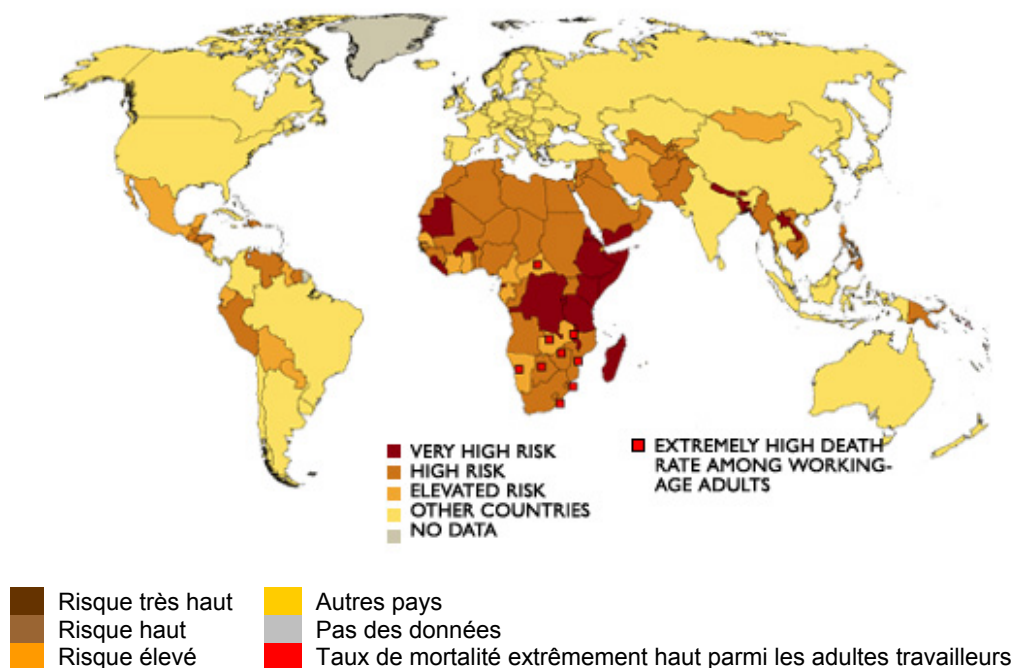 VERY HIGH RISK
HIGH RISK
ELEVATED RISK
OTHER COUNTRIES
NO DATA
EXTREMELY HIGH DEATH
RATE AMONG WORKING-
AGE ADULTS
Risque très haut
Risque haut
Risque élevé
Autres pays
Pas des données
Taux de mortalité extrêmement haut parmi les adultes travailleurs